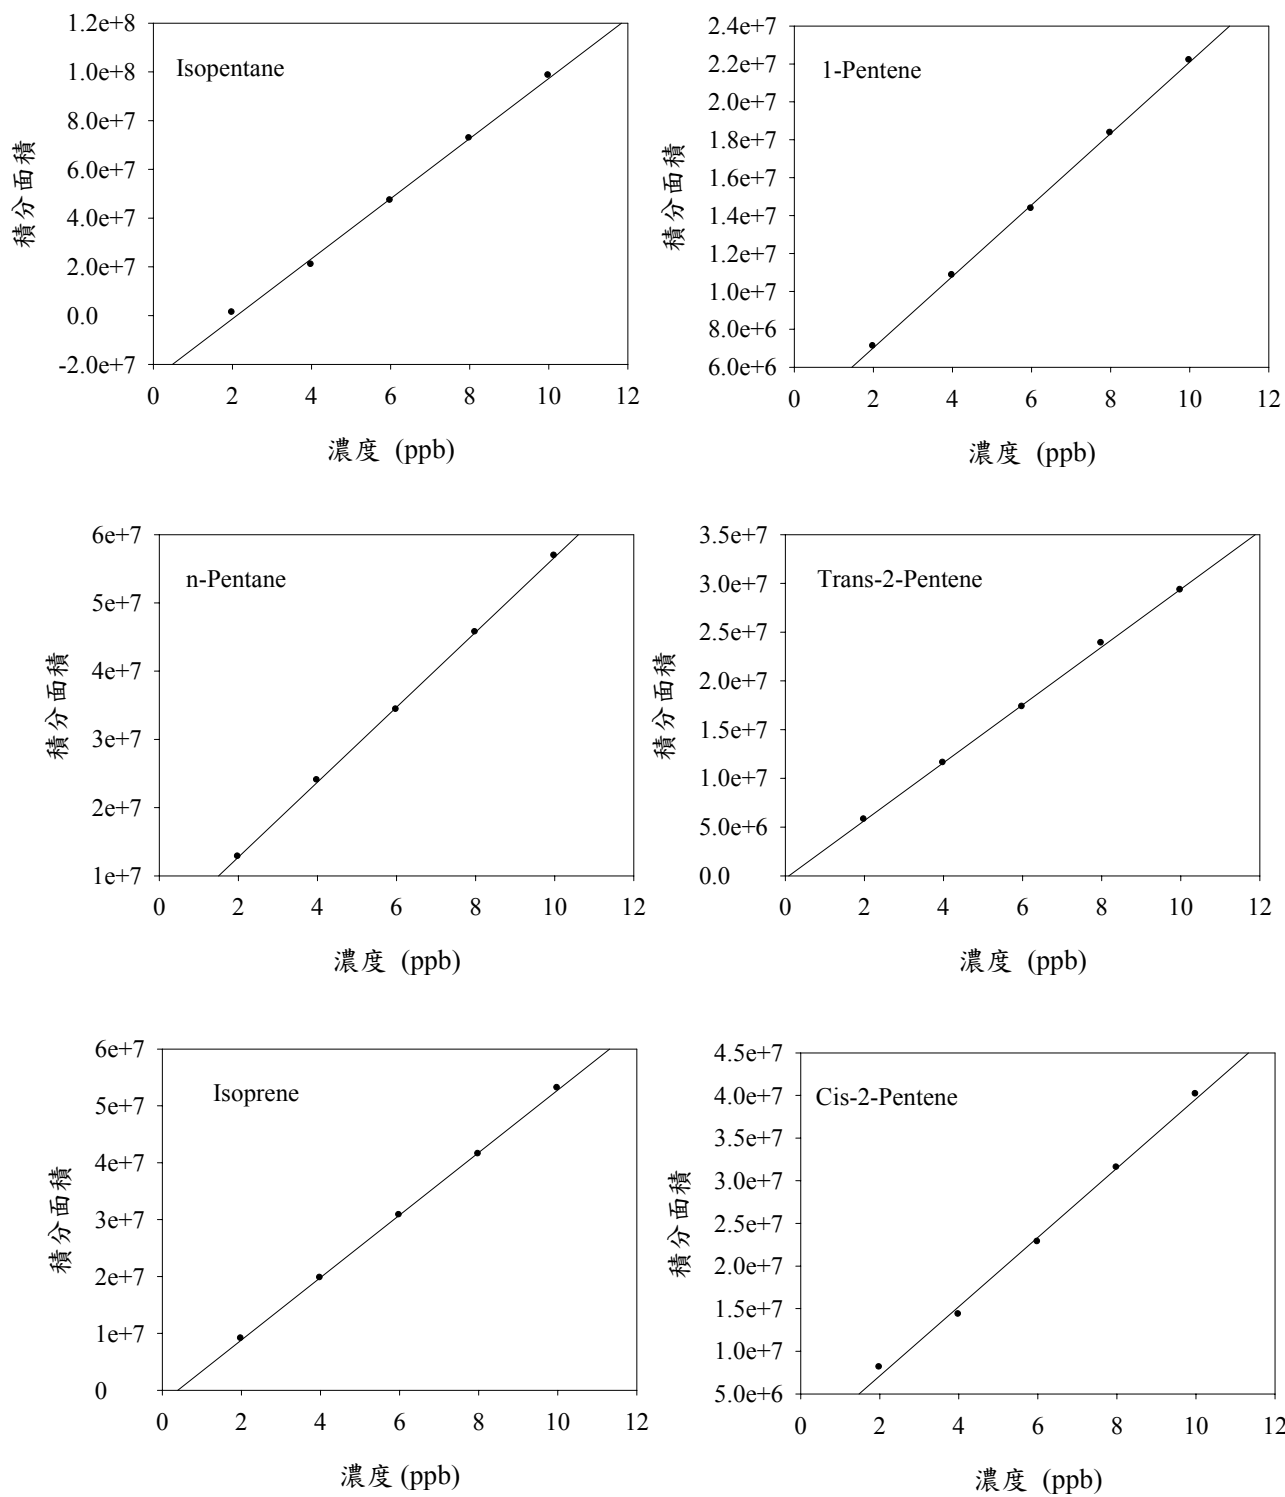 Isopentane
1.2e+8
1.0e+8
8.0e+7
6.0e+7
4.0e+7
2.0e+7
0.0
-2.0e+7
積分面積
0 2 4 6 8 10 12
濃度 (ppb)
1-Pentene
2.4e+7
2.2e+7
2.0e+7
1.8e+7
1.6e+7
1.4e+7
1.2e+7
1.0e+7
8.0e+6
6.0e+6
積分面積
0 2 4 6 8 10 12
濃度 (ppb)
n-Pentane
6e+7
5e+7
4e+7
3e+7
2e+7
1e+7
積分面積
0 2 4 6 8 10 12
濃度 (ppb)
Trans-2-Pentene
3.5e+7
3.0e+7
2.5e+7
2.0e+7
1.5e+7
1.0e+7
5.0e+6
0.0
積分面積
0 2 4 6 8 10 12
濃度 (ppb)
Isoprene
6e+7
5e+7
4e+7
3e+7
2e+7
1e+7
0
積分面積
0 2 4 6 8 10 12
濃度 (ppb)
Cis-2-Pentene
4.5e+7
4.0e+7
3.5e+7
3.0e+7
2.5e+7
2.0e+7
1.5e+7
1.0e+7
5.0e+6
積分面積
0 2 4 6 8 10 12
濃度 (ppb)